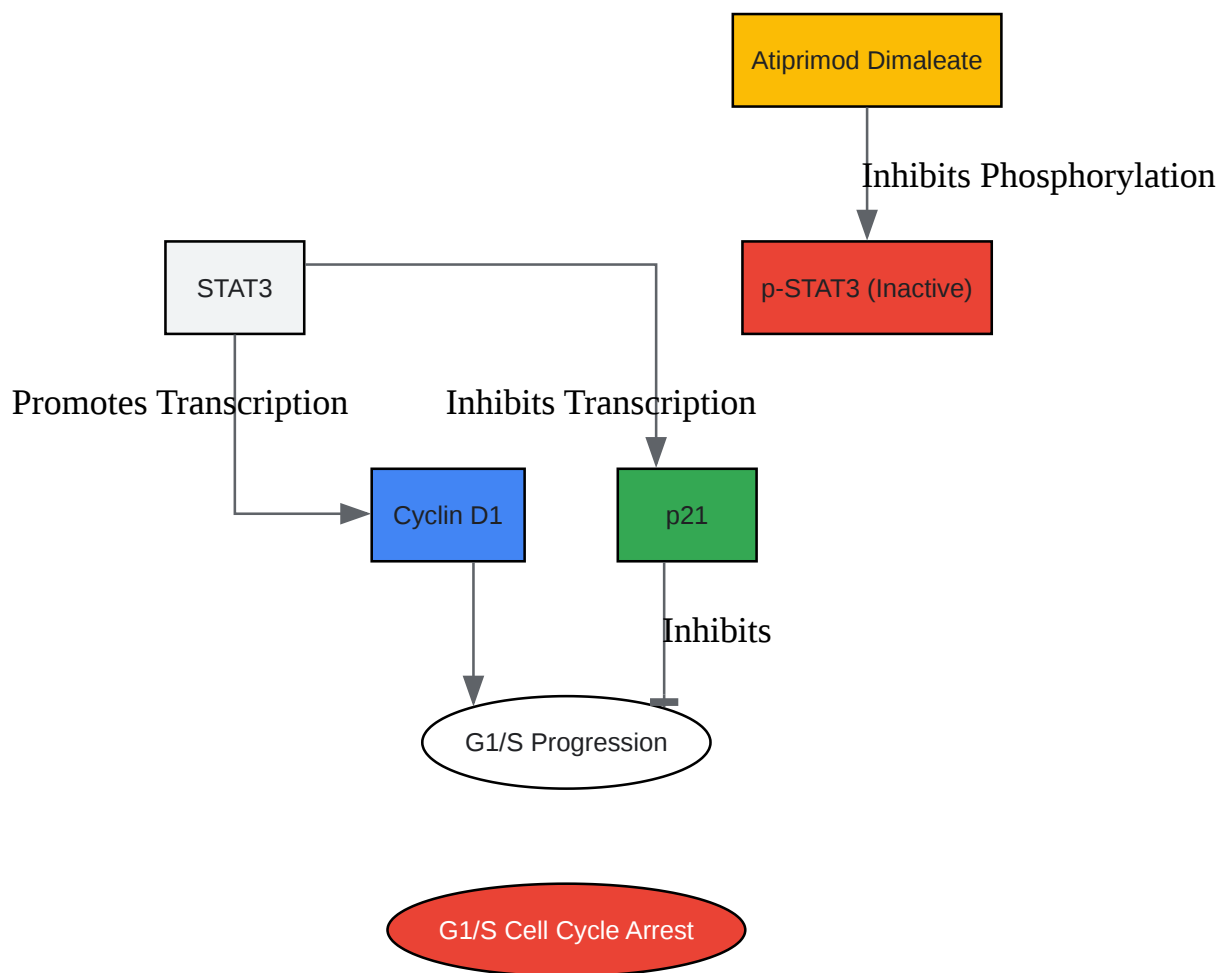 Atiprimod Dimaleate
Inhibits Phosphorylation
STAT3
p-STAT3 (Inactive)
Promotes Transcription
Inhibits Transcription
Cyclin D1
p21
Inhibits
G1/S Progression
G1/S Cell Cycle Arrest